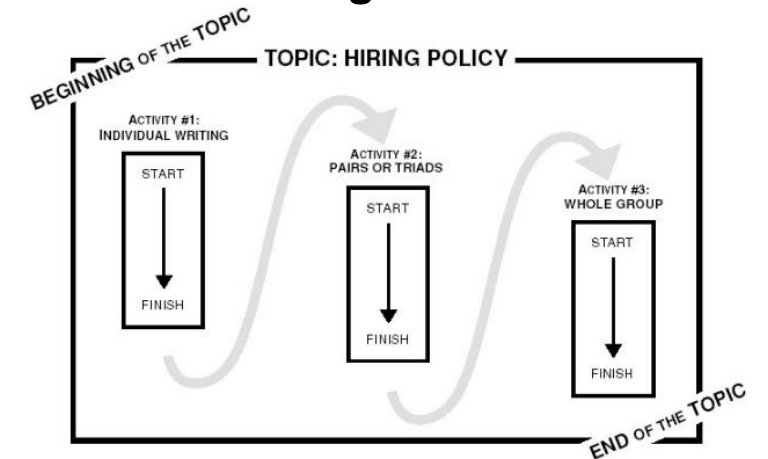 BEGINNING OF THE TOPIC
TOPIC: HIRING POLICY
ACTIVITY #1:
INDIVIDUAL WRITING
START
FINISH
ACTIVITY #2:
PAIRS OR TRIADS
START
FINISH
ACTIVITY #3:
WHOLE GROUP
START
FINISH
END OF THE TOPIC